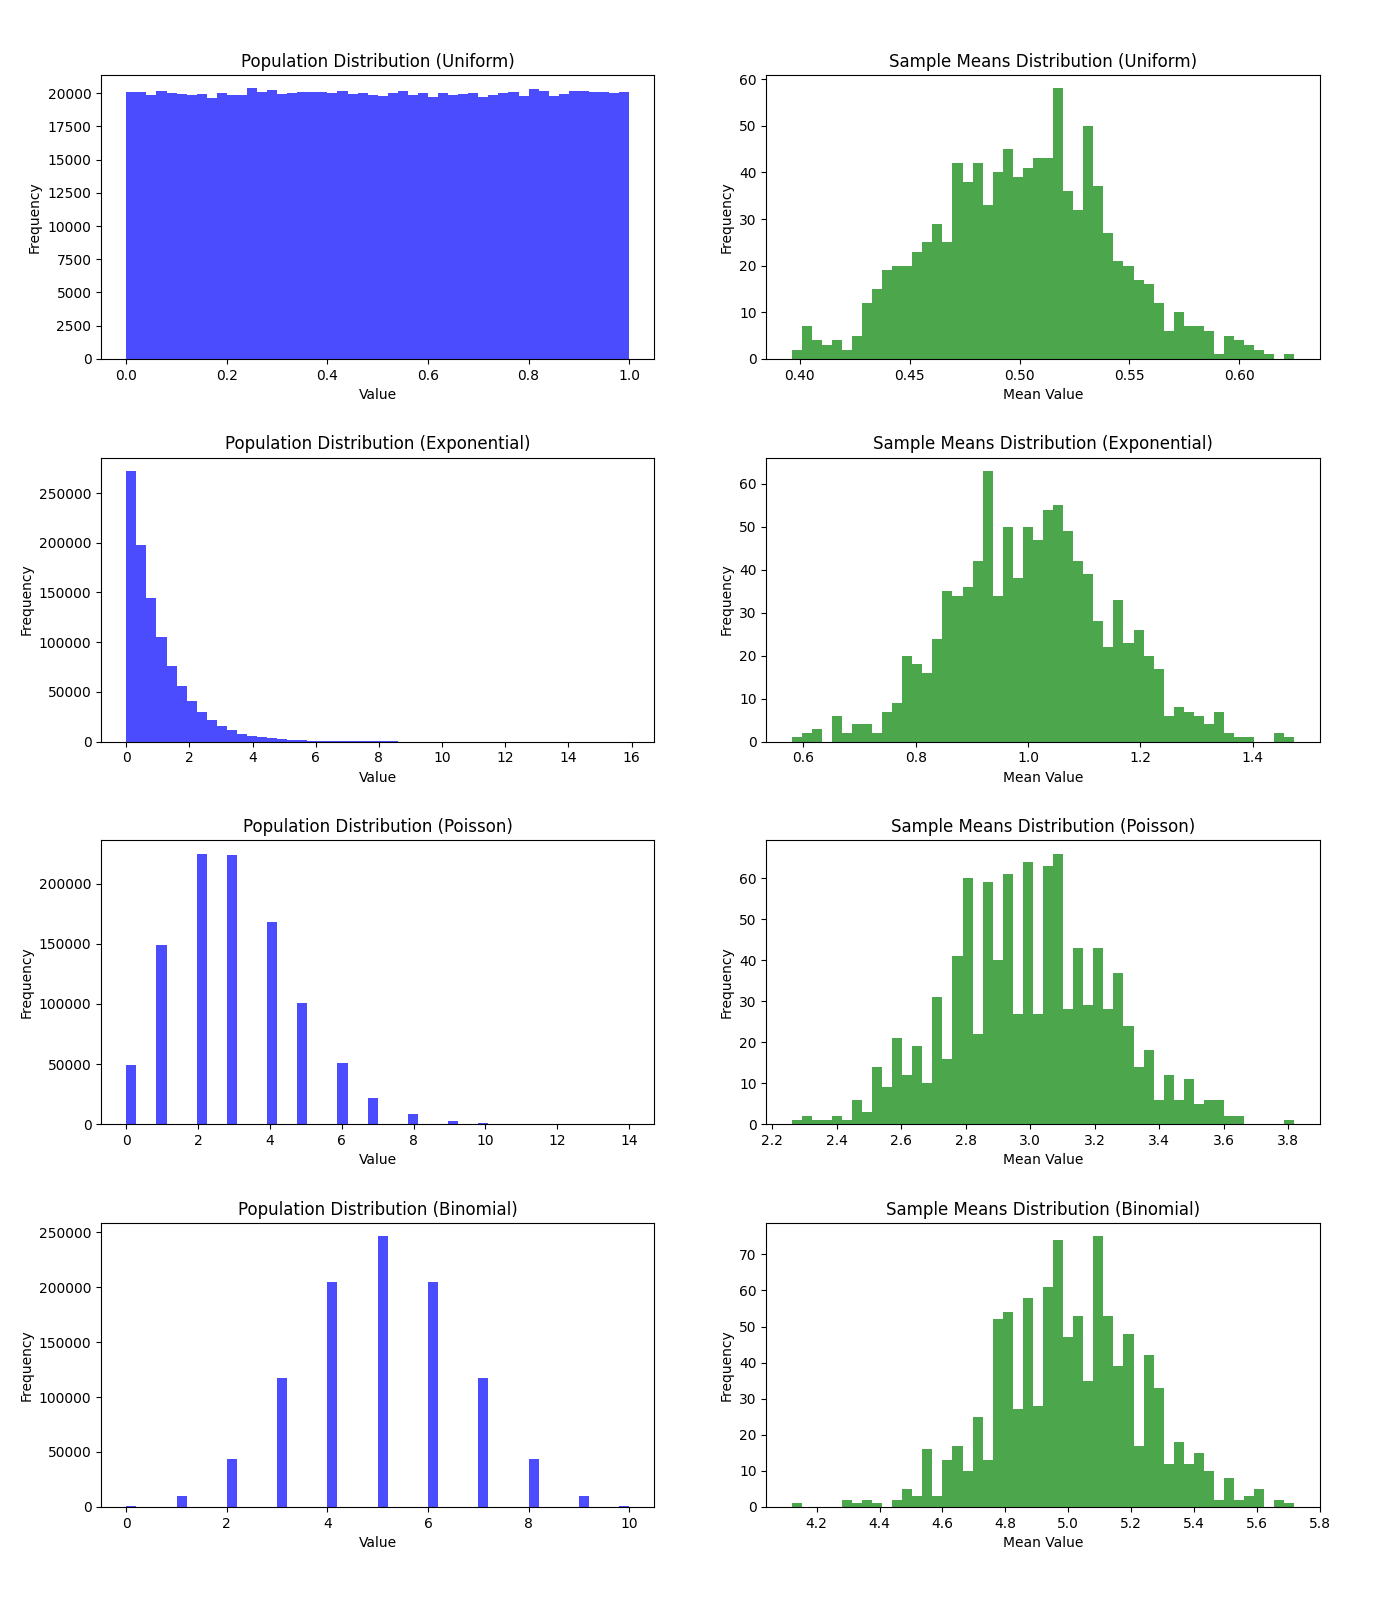 Population Distribution (Uniform)
Frequency
20000
17500
15000
12500
10000
7500
5000
2500
0
0.0 0.2 0.4 0.6 0.8 1.0
Value
Sample Means Distribution (Uniform)
Frequency
60
50
40
30
20
10
0
0.40 0.45 0.50 0.55 0.60
Mean Value
Population Distribution (Exponential)
Frequency
250000
200000
150000
100000
50000
0
0 2 4 6 8 10 12 14 16
Value
Sample Means Distribution (Exponential)
Frequency
60
50
40
30
20
10
0
0.6 0.8 1.0 1.2 1.4
Mean Value
Population Distribution (Poisson)
Frequency
200000
150000
100000
50000
0
0 2 4 6 8 10 12 14
Value
Sample Means Distribution (Poisson)
Frequency
60
50
40
30
20
10
0
2.2 2.4 2.6 2.8 3.0 3.2 3.4 3.6 3.8
Mean Value
Population Distribution (Binomial)
Frequency
250000
200000
150000
100000
50000
0
0 2 4 6 8 10
Value
Sample Means Distribution (Binomial)
Frequency
70
60
50
40
30
20
10
0
4.2 4.4 4.6 4.8 5.0 5.2 5.4 5.6 5.8
Mean Value